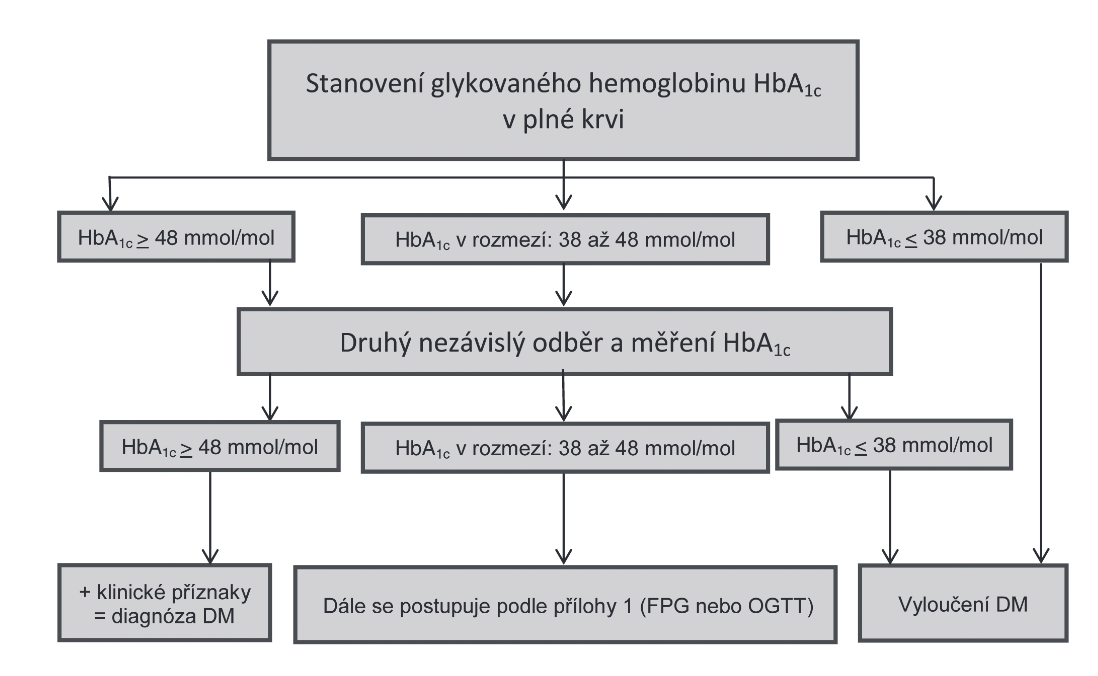 Stanovení glykovaného hemoglobinu HbA1c
v plné krvi
HbA1c ≥ 48 mmol/mol
HbA1c v rozmezí: 38 až 48 mmol/mol
HbA1c ≤ 38 mmol/mol
Druhý nezávislý odběr a měření HbA1c
HbA1c ≥ 48 mmol/mol
HbA1c v rozmezí: 38 až 48 mmol/mol
HbA1c ≤ 38 mmol/mol
+ klinické příznaky
= diagnóza DM
Dále se postupuje podle přílohy 1 (FPG nebo OGTT)
Vyloučení DM